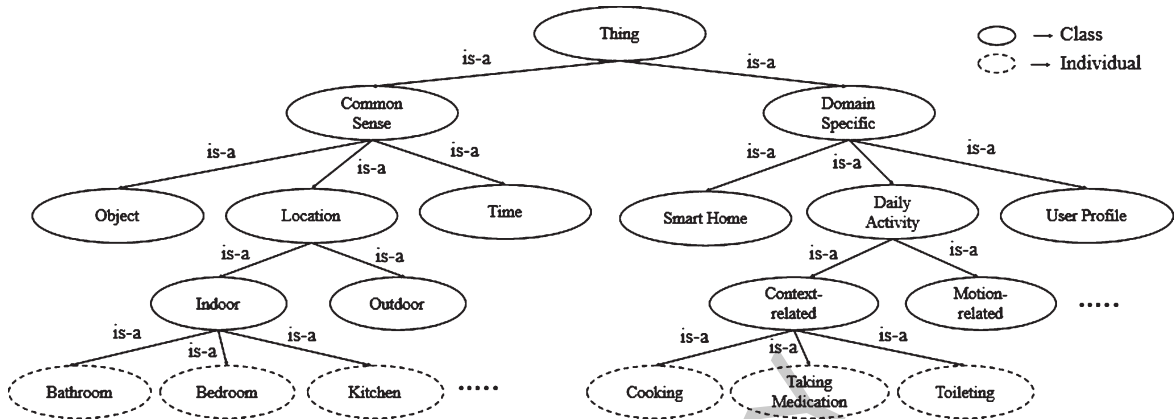 Thing
Class
Individual
is-a
is-a
Common
Sense
Domain
Specific
is-a
is-a
is-a
is-a
is-a
is-a
Object
Location
Time
Smart Home
Daily
Activity
User Profile
is-a
is-a
is-a
is-a
Indoor
Outdoor
Context-
related
Motion-
related
.....
is-a
is-a
is-a
is-a
is-a
is-a
Bathroom
Bedroom
Kitchen
.....
Cooking
Taking
Medication
Toileting